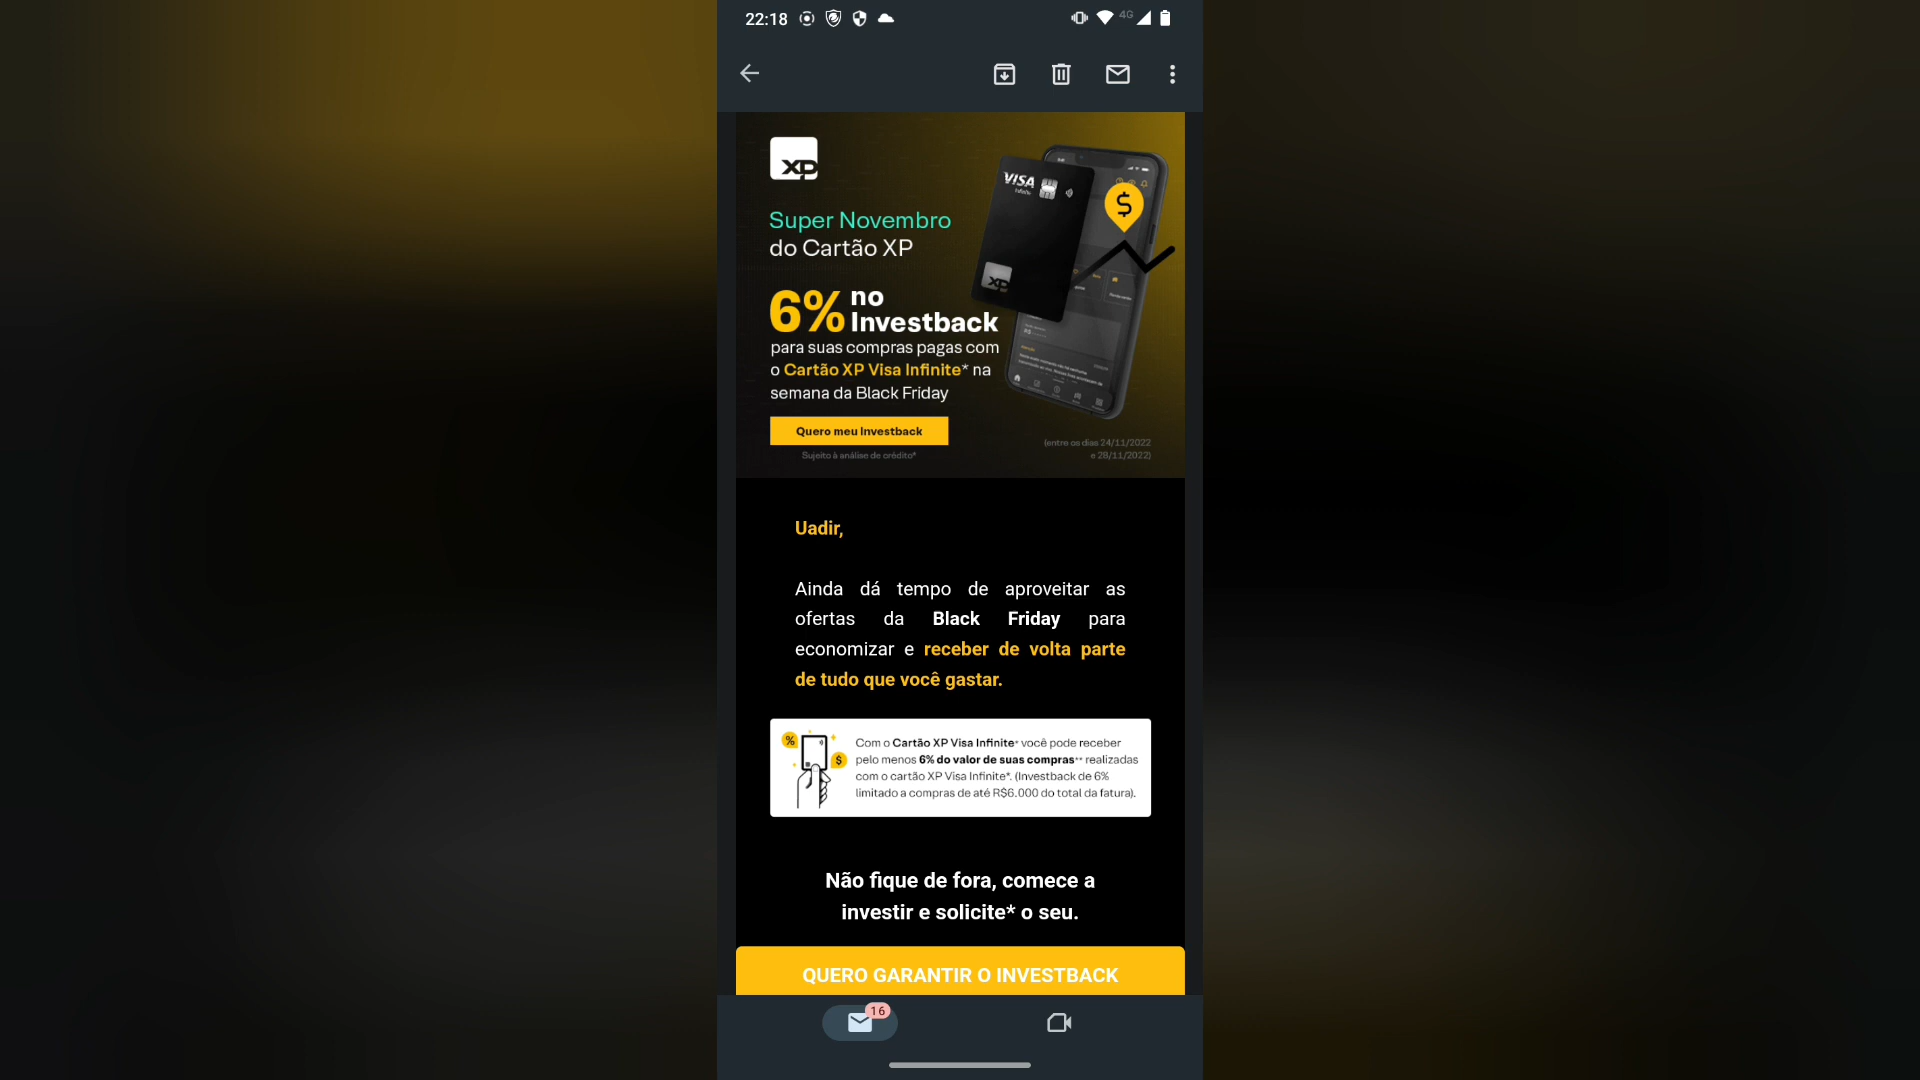 22:18
4G
XP
VISA
Infinite
$
XP
Super Novembro
do Cartão XP
6% no
Investback
para suas compras pagas com
o Cartão XP Visa Infinite* na
semana da Black Friday
Quero meu investback
Sujeito à análise de crédito*
(entre os dias 24/11/2022
e 28/11/2022)
Uadir,
Ainda dá tempo de aproveitar as
ofertas da Black Friday para
economizar e receber de volta parte
de tudo que você gastar.
%
$
Com o Cartão XP Visa Infinite* você pode receber
pelo menos 6% do valor de suas compras** realizadas
com o cartão XP Visa Infinite*. (Investback de 6%
limitado a compras de até R$6.000 do total da fatura).
Não fique de fora, comece a
investir e solicite* o seu.
QUERO GARANTIR O INVESTBACK
16